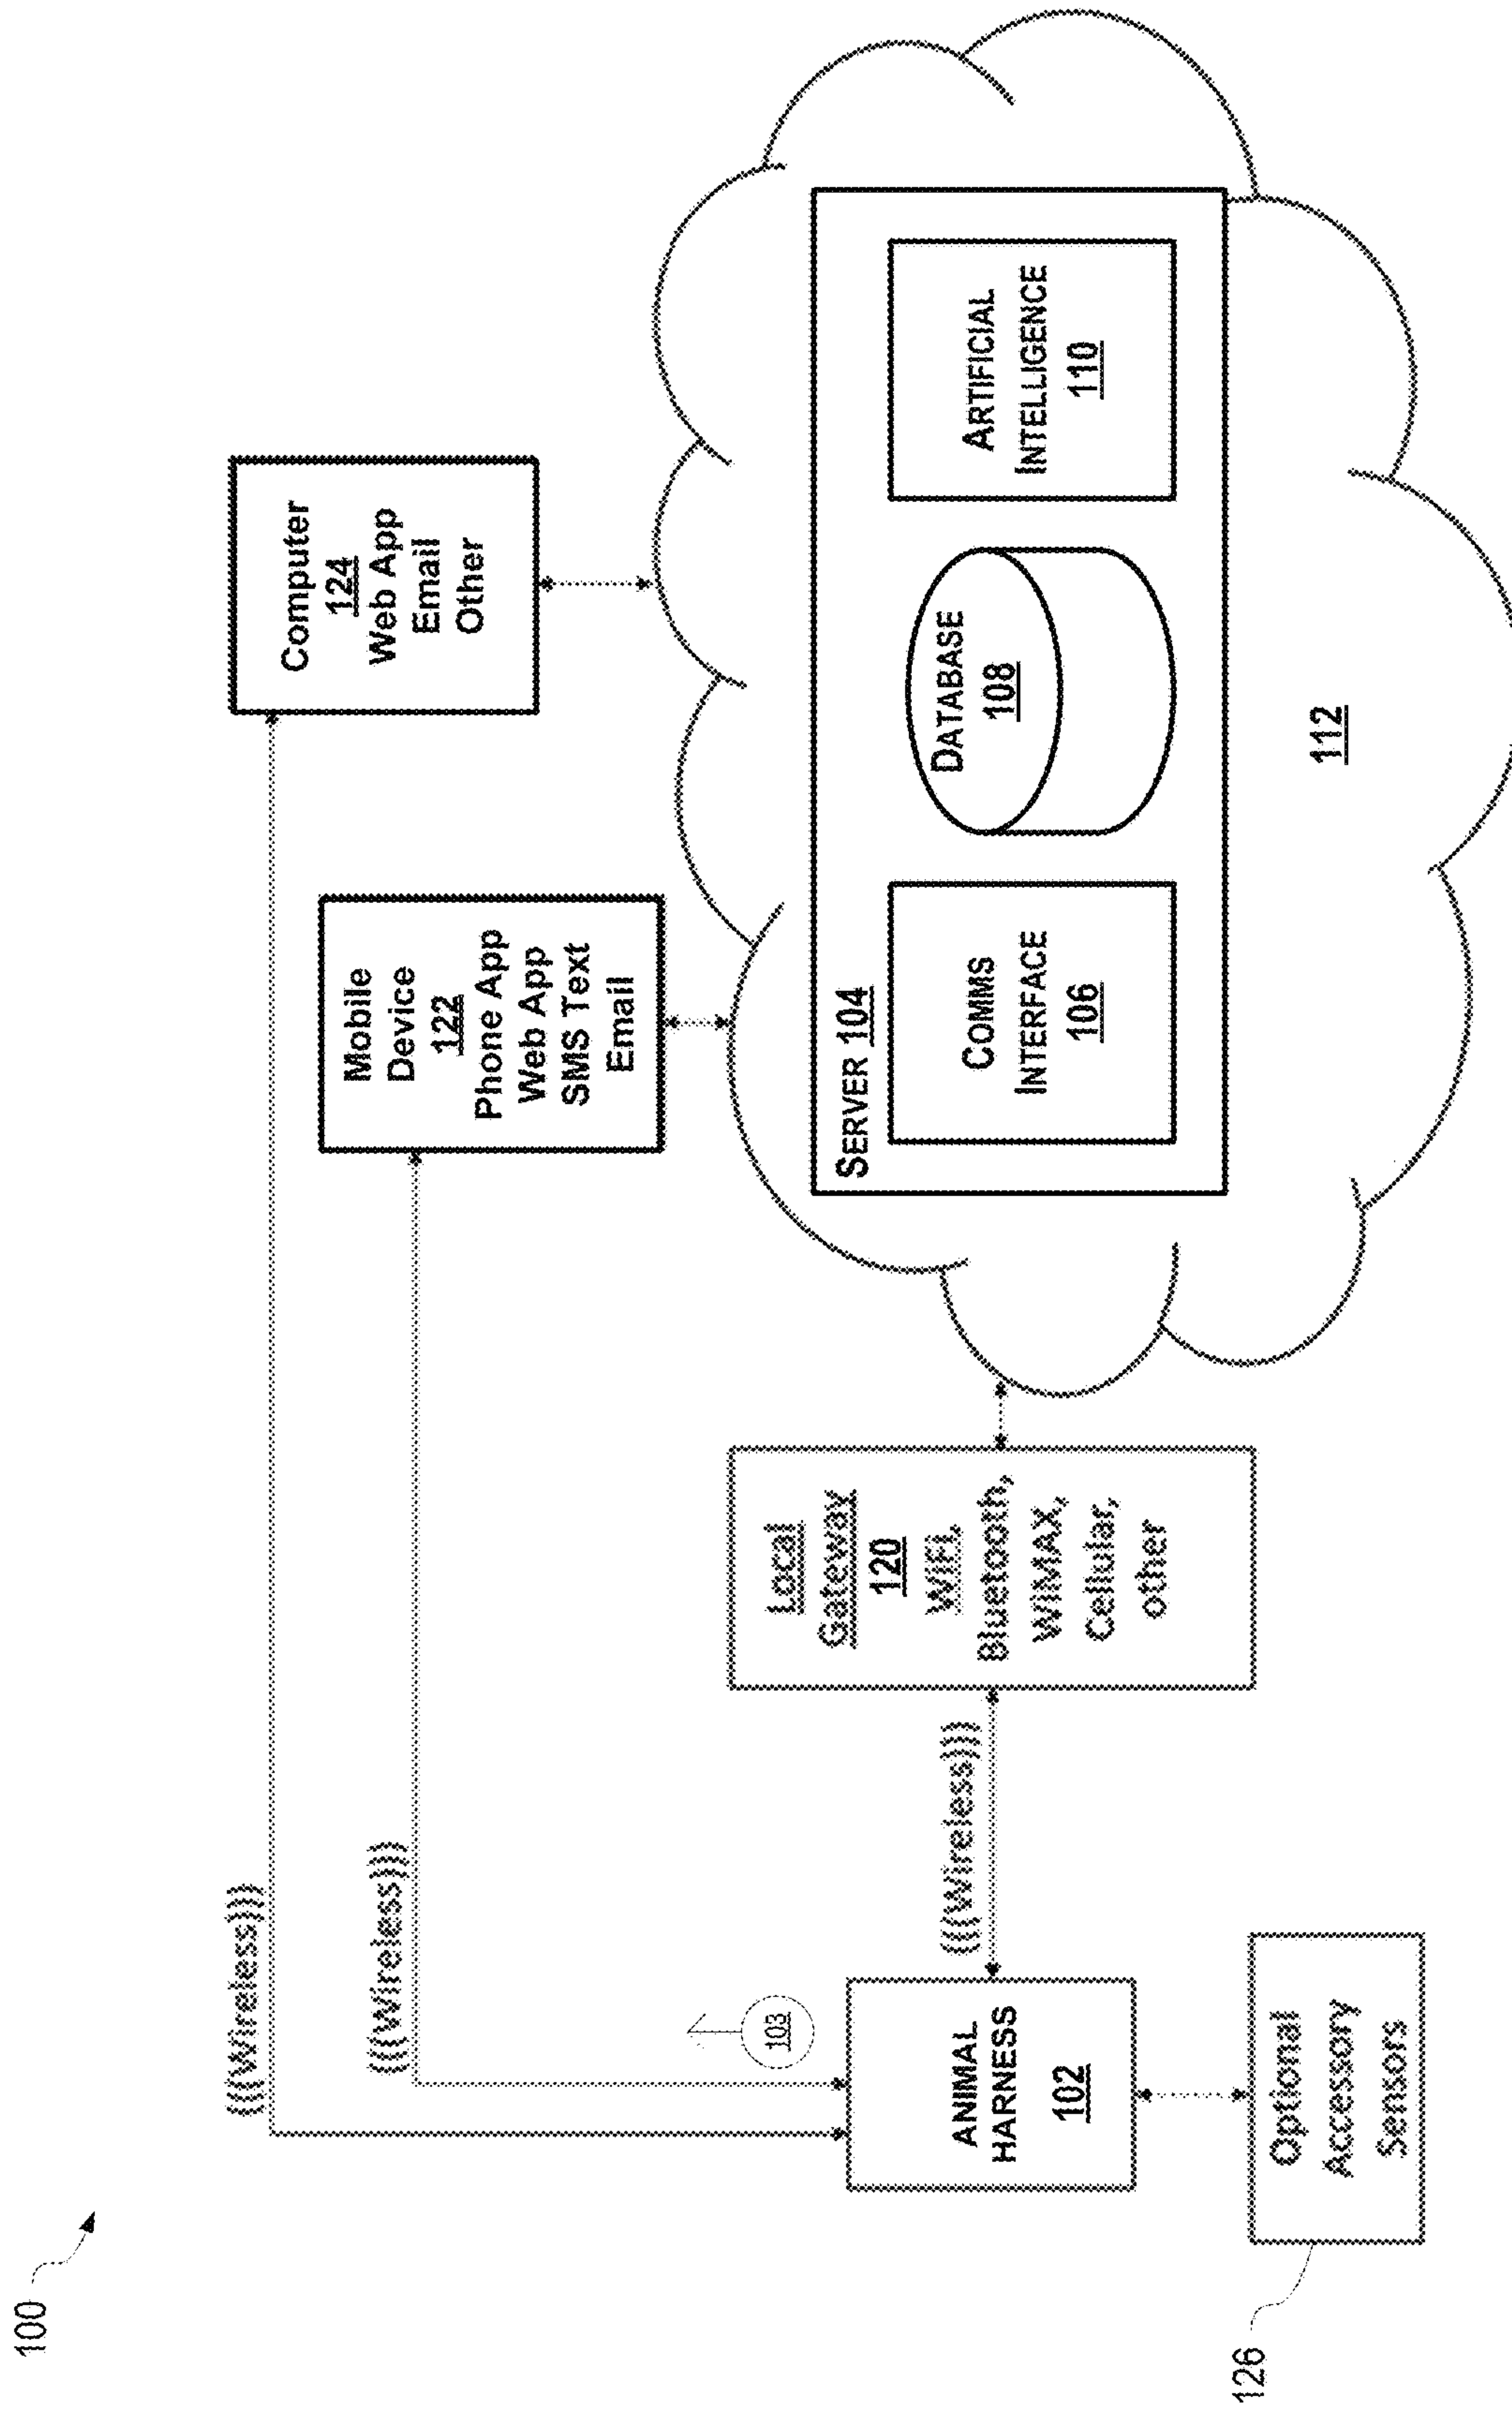 100
(((Wireless)))
Computer
124
Web App
Email
Other
(((Wireless)))
Mobile
Device
122
Phone App
Web App
SMS Text
Email
103
ANIMAL
HARNESS
102
(((Wireless)))
Local
Gateway
120
WIFI,
Bluetooth,
WiMAX,
Cellular,
other
SERVER 104
COMMS
INTERFACE
106
DATABASE
108
ARTIFICIAL
INTELLIGENCE
110
112
Optional
Accessory
Sensors
126